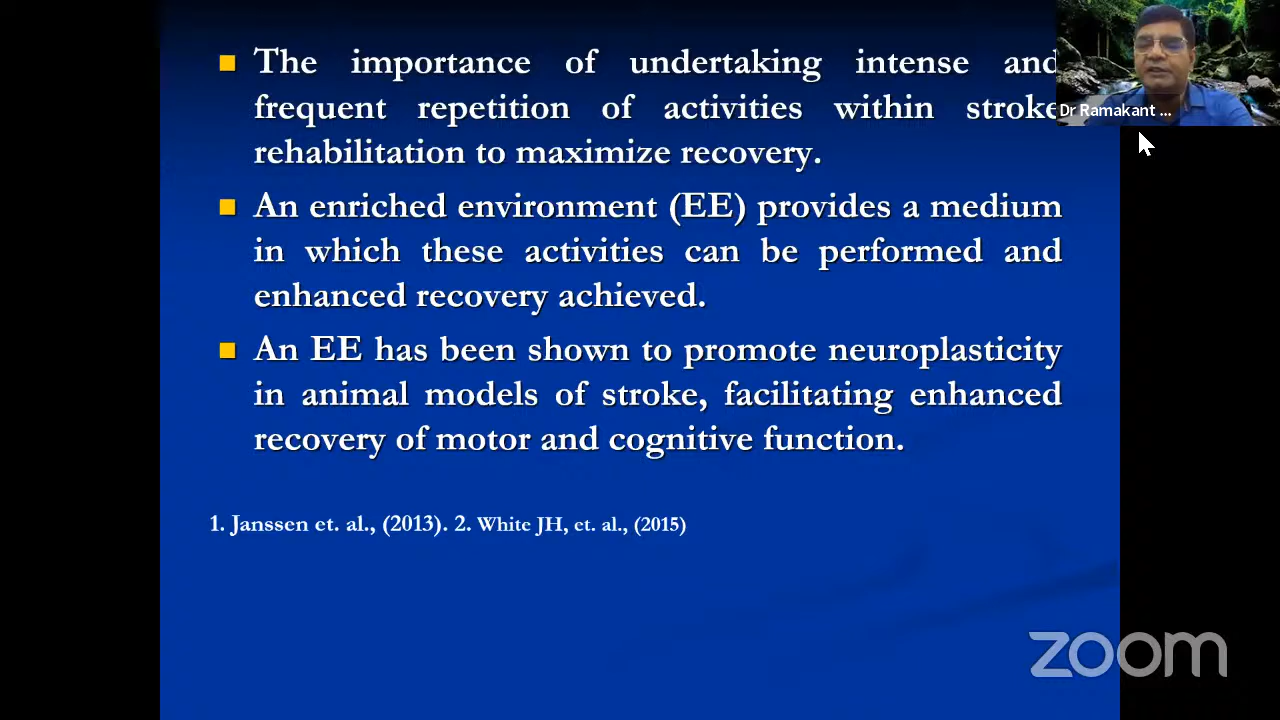 The importance of undertaking intense and
frequent repetition of activities within stroke
rehabilitation to maximize recovery.
An enriched environment (EE) provides a medium
in which these activities can be performed and
enhanced recovery achieved.
An EE has been shown to promote neuroplasticity
in animal models of stroke, facilitating enhanced
recovery of motor and cognitive function.
1. Janssen et. al., (2013). 2. White JH, et. al., (2015)
Dr Ramakant ...
zoom